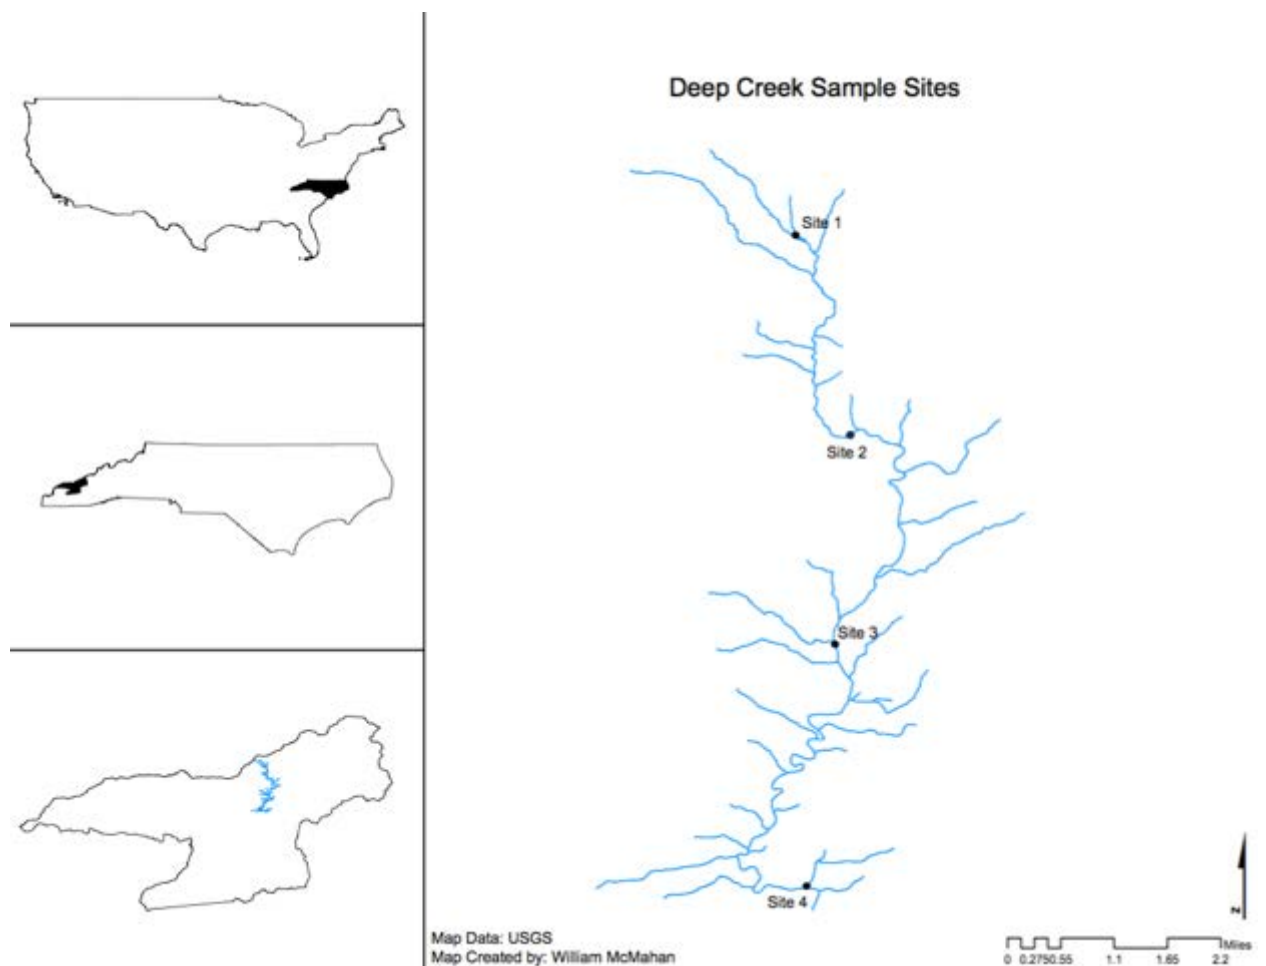 Deep Creek Sample Sites
Site 1
Site 2
Site 3
Site 4
N
Map Data: USGS
Map Created by: William McMahan
Miles
0 0.2750.55 1.1 1.65 2.2